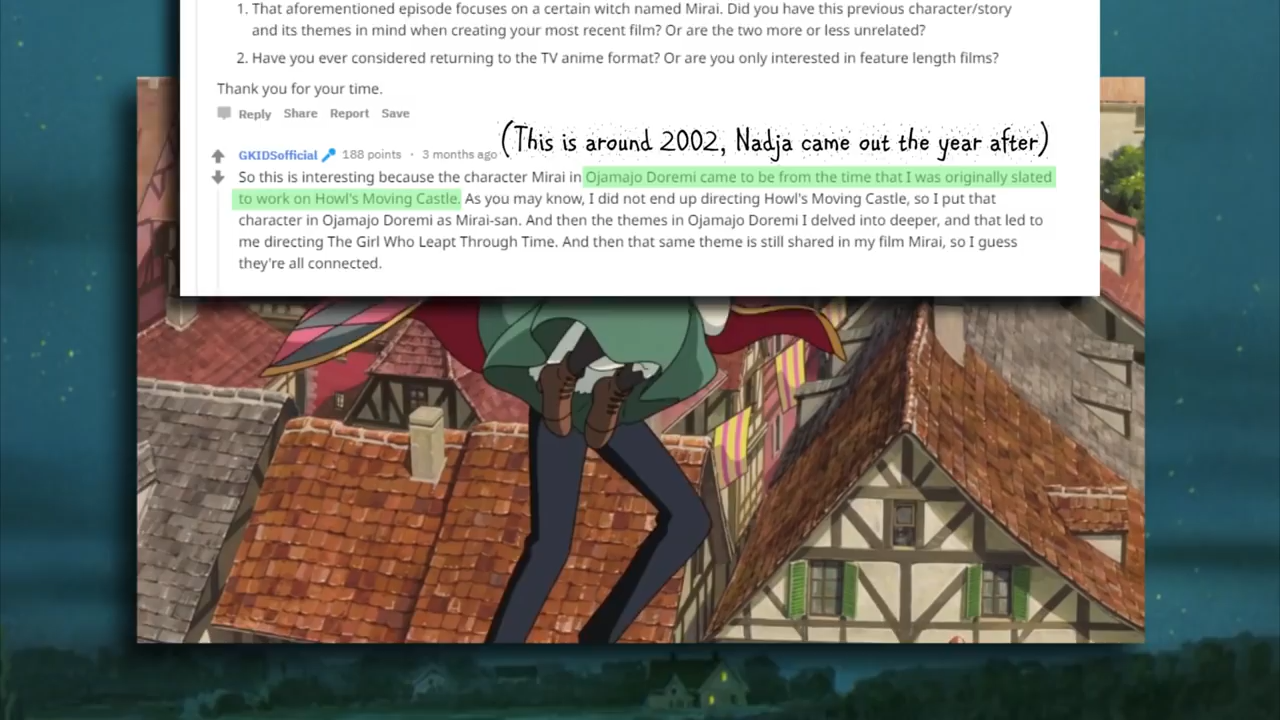 1. That aforementioned episode focuses on a certain witch named Mirai. Did you have this previous character/story
and its themes in mind when creating your most recent film? Or are the two more or less unrelated?
2. Have you ever considered returning to the TV anime format? Or are you only interested in feature length films?
Thank you for your time.
Reply Share Report Save
(This is around 2002, Nadja came out the year after)
GKIDSofficial 188 points · 3 months ago
So this is interesting because the character Mirai in Ojamajo Doremi came to be from the time that I was originally slated
to work on Howl's Moving Castle. As you may know, I did not end up directing Howl's Moving Castle, so I put that
character in Ojamajo Doremi as Mirai-san. And then the themes in Ojamajo Doremi I delved into deeper, and that led to
me directing The Girl Who Leapt Through Time. And then that same theme is still shared in my film Mirai, so I guess
they're all connected.